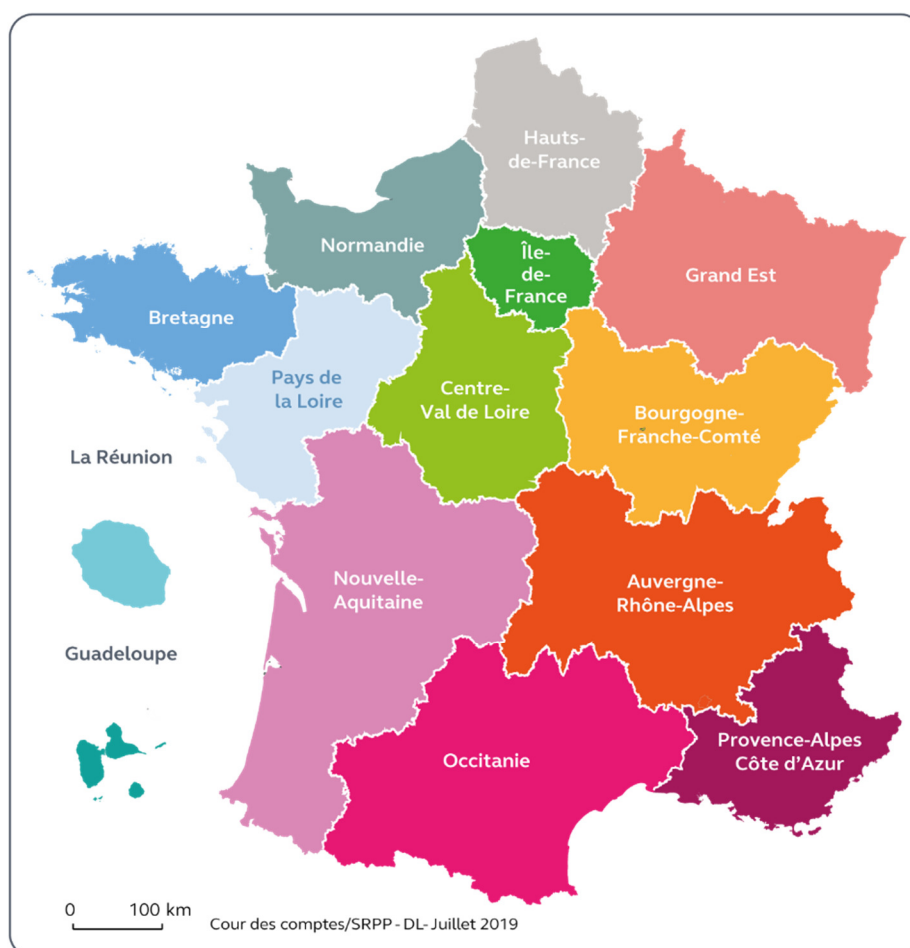 Hauts-
de-France
Normandie
Île-
de-
France
Grand Est
Bretagne
Pays de
la Loire
Centre-
Val de Loire
Bourgogne-
Franche-Comté
La Réunion
Nouvelle-
Aquitaine
Auvergne-
Rhône-Alpes
Guadeloupe
Occitanie
Provence-Alpes
Côte d'Azur
0 100 km
Cour des comptes/SRPP - DL- Juillet 2019